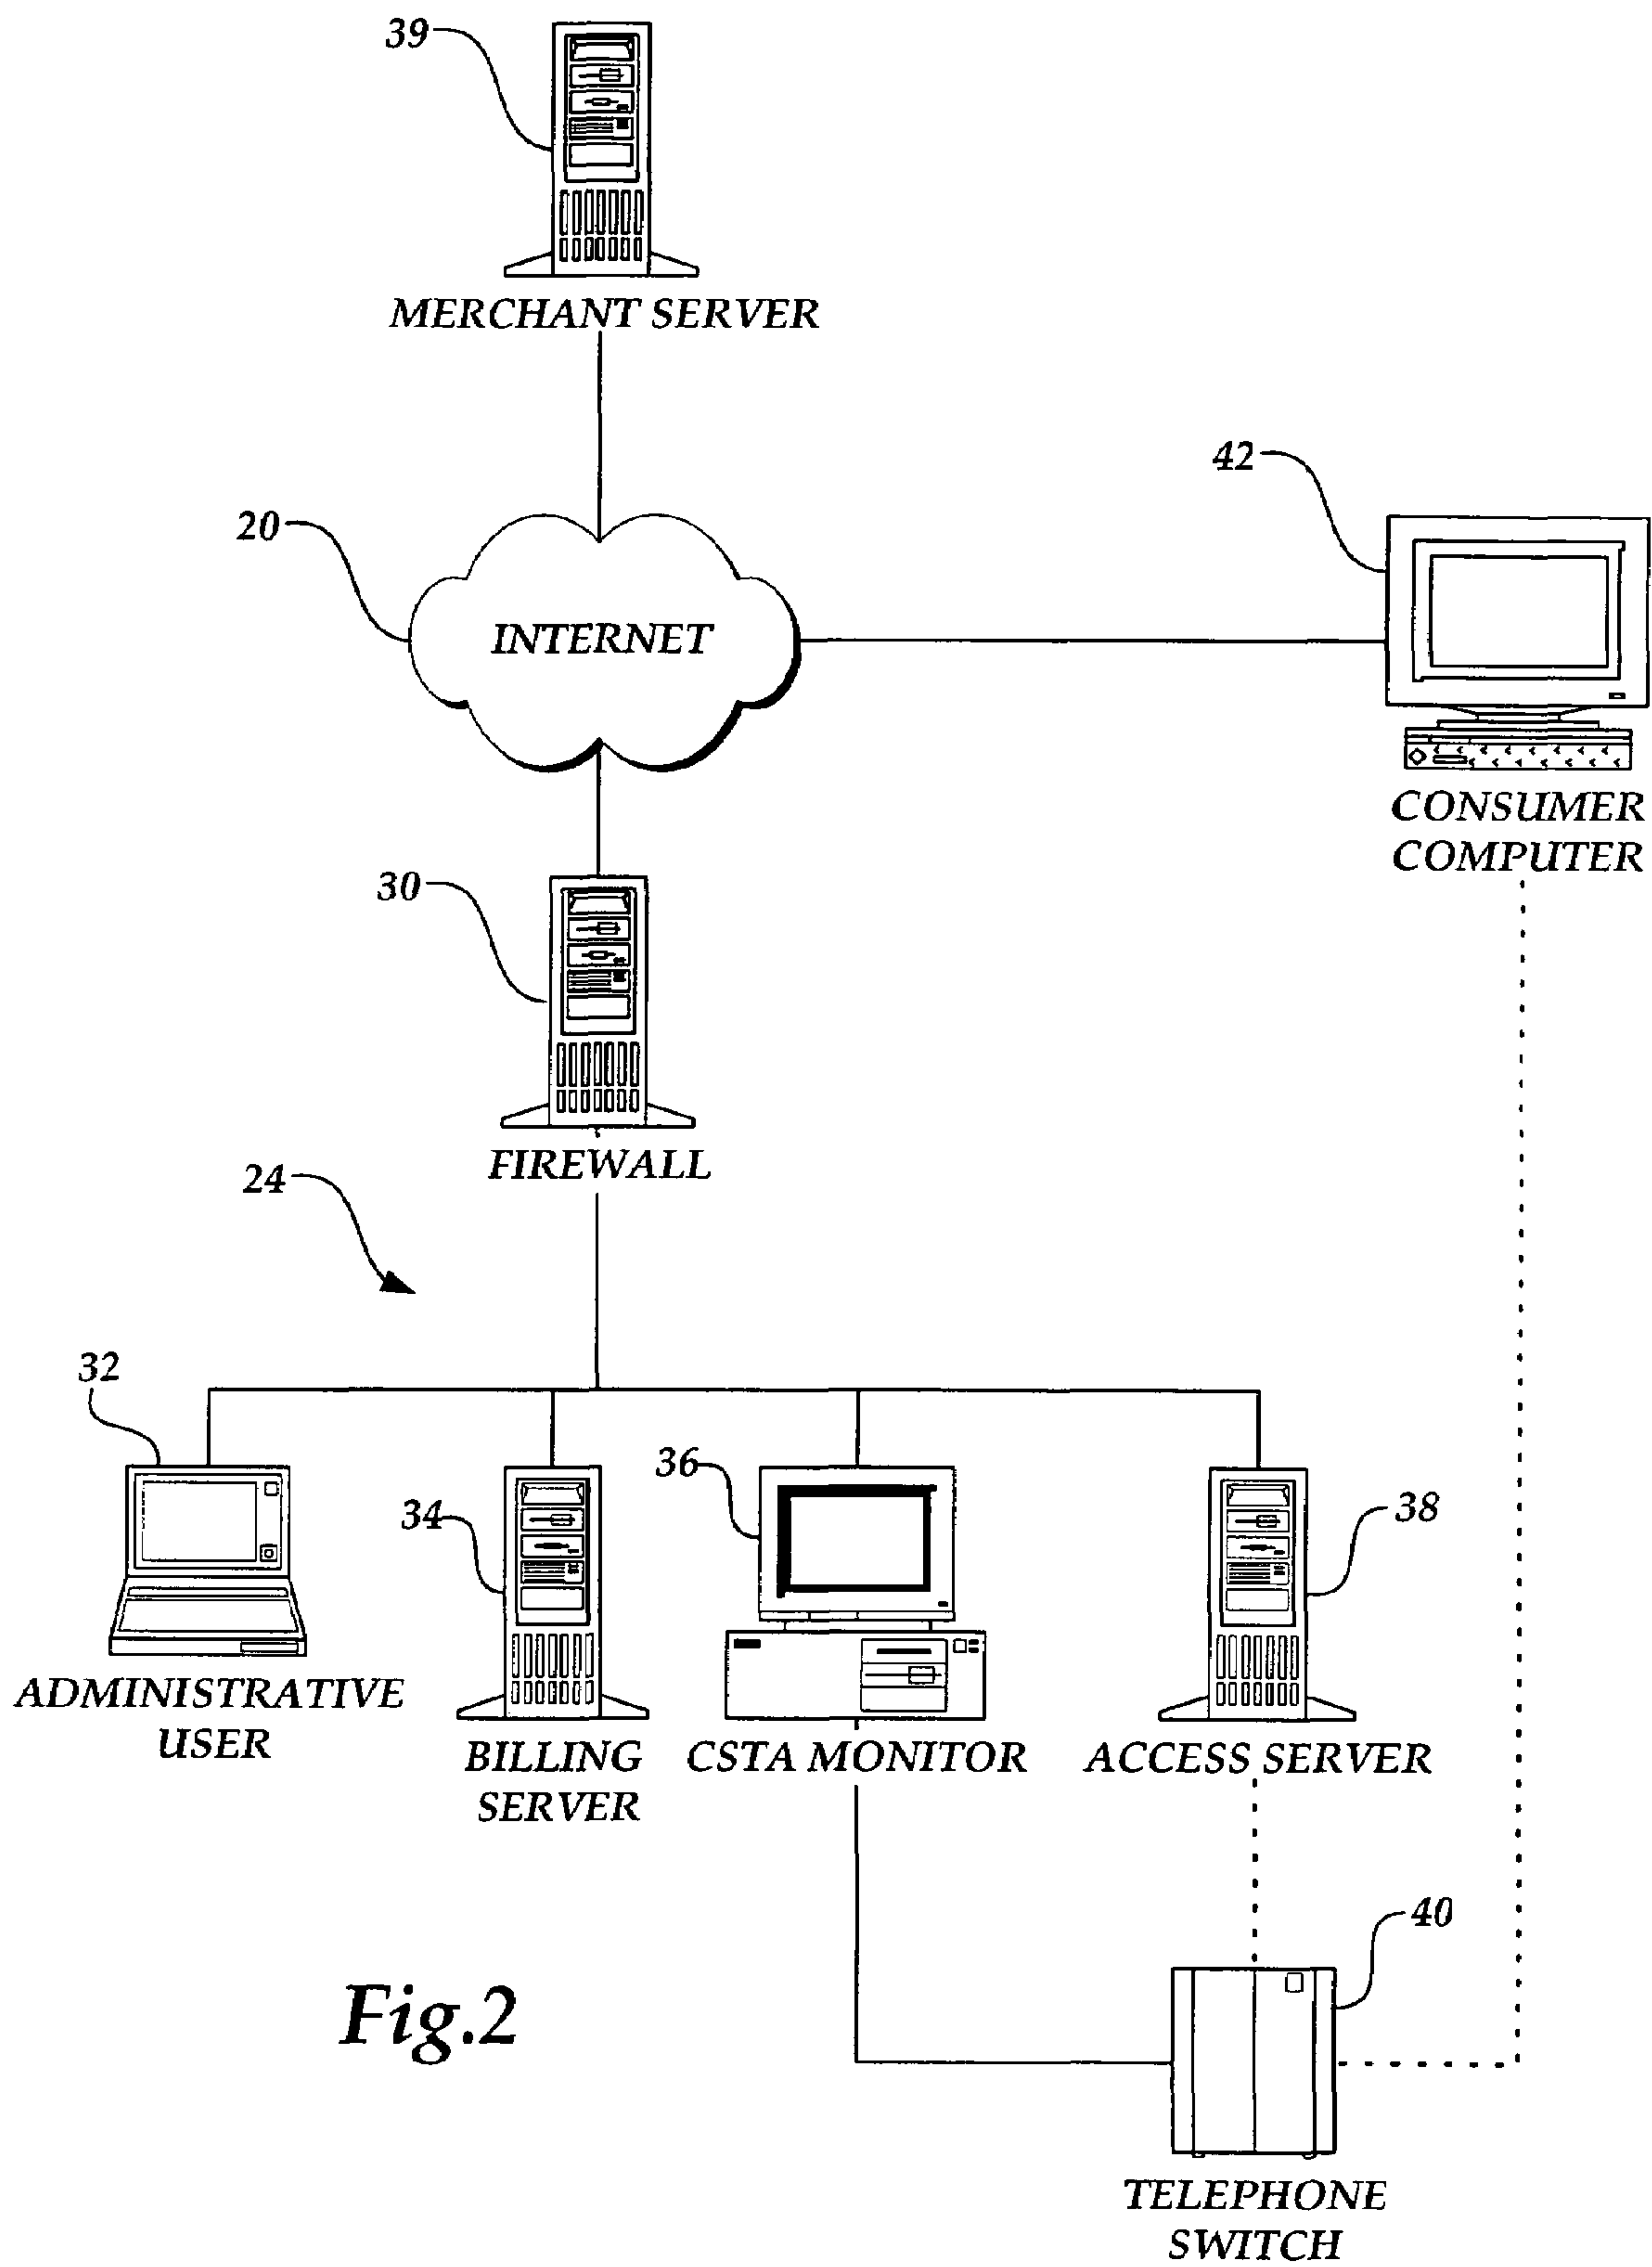 39
MERCHANT SERVER
42
20
INTERNET
CONSUMER
COMPUTER
30
FIREWALL
24
32
36
34
38
ADMINISTRATIVE
USER
BILLING
SERVER
CSTA MONITOR
ACCESS SERVER
40
Fig.2
TELEPHONE
SWITCH